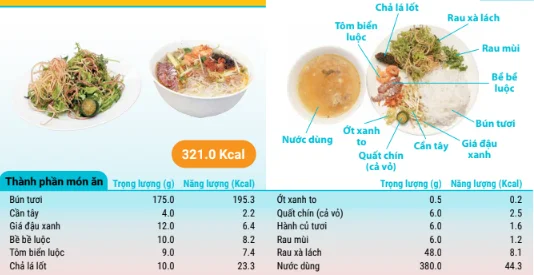 321.0 Kcal
Chả lá lốt
Tôm biển
luộc
Rau xà lách
Rau mùi
Bề bề
luộc
Bún tươi
Nước dùng
Ớt xanh
to
Quất chín
(cả vỏ)
Cần tây
Giá đậu
xanh
Thành phần món ăn Trọng lượng (g) Năng lượng (Kcal)
Bún tươi 175.0 195.3
Cần tây 4.0 2.2
Giá đậu xanh 12.0 6.4
Bề bề luộc 10.0 8.2
Tôm biển luộc 9.0 7.4
Chả lá lốt 10.0 23.3
Trọng lượng (g) Năng lượng (Kcal)
Ớt xanh to 0.5 0.2
Quất chín (cả vỏ) 6.0 2.5
Hành củ tươi 6.0 1.6
Rau mùi 6.0 1.2
Rau xà lách 48.0 8.1
Nước dùng 380.0 44.3